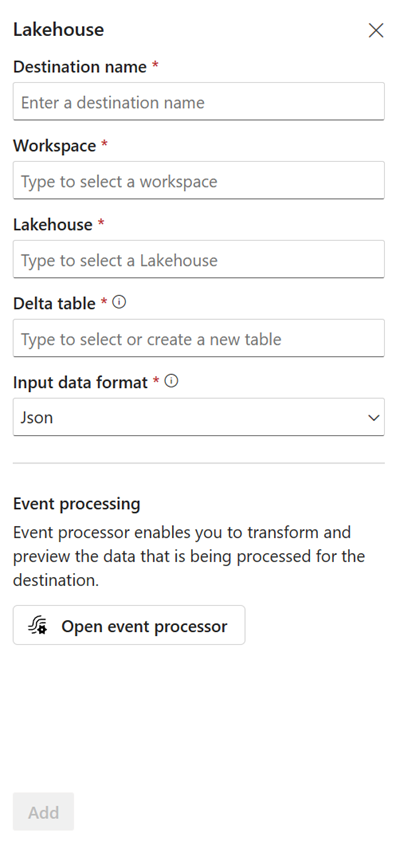 Lakehouse
Destination name *
Enter a destination name
Workspace *
Type to select a workspace
Lakehouse *
Type to select a Lakehouse
Delta table *
Type to select or create a new table
Input data format *
Json
Event processing
Event processor enables you to transform and
preview the data that is being processed for the
destination.
Open event processor
Add